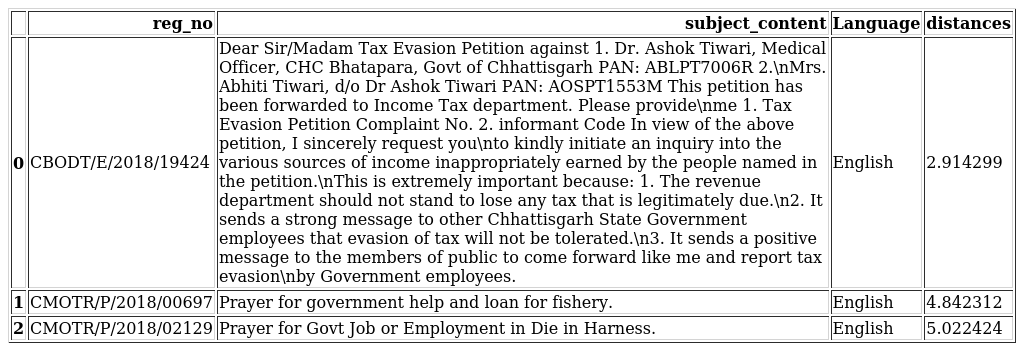 reg_no subject_content Language distances
Dear Sir/Madam Tax Evasion Petition against 1. Dr. Ashok Tiwari, Medical
Officer, CHC Bhatapara, Govt of Chhattisgarh PAN: ABLPT7006R 2.\nMrs.
Abhiti Tiwari, d/o Dr Ashok Tiwari PAN: AOSPT1553M This petition has
been forwarded to Income Tax department. Please provide\nme 1. Tax
Evasion Petition Complaint No. 2. informant Code In view of the above
petition, I sincerely request you\nto kindly initiate an inquiry into the
0 CBODT/E/2018/19424 various sources of income inappropriately earned by the people named in English 2.914299
the petition.\nThis is extremely important because: 1. The revenue
department should not stand to lose any tax that is legitimately due.\n2. It
sends a strong message to other Chhattisgarh State Government
employees that evasion of tax will not be tolerated.\n3. It sends a positive
message to the members of public to come forward like me and report tax
evasion\nby Government employees.
1 CMOTR/P/2018/00697 Prayer for government help and loan for fishery. English 4.842312
2 CMOTR/P/2018/02129 Prayer for Govt Job or Employment in Die in Harness. English 5.022424